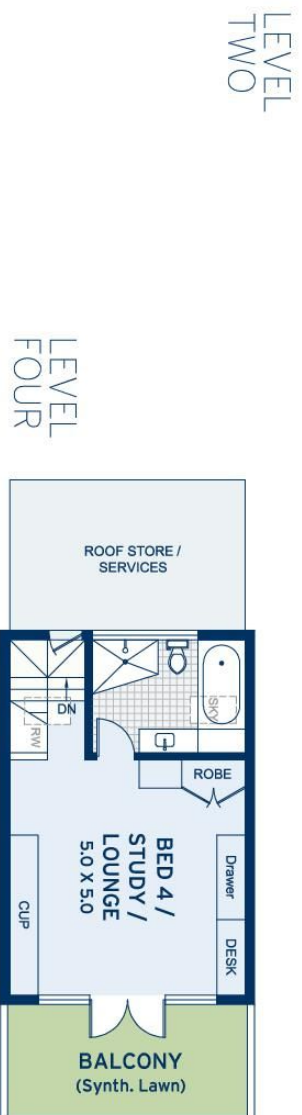 LEVEL
TWO
LEVEL
FOUR
ROOF STORE /
SERVICES
DN
RW
SKY
ROBE
BED 4 /
STUDY /
LOUNGE
5.0 X 5.0
Drawer
DESK
CUP
BALCONY
(Synth. Lawn)